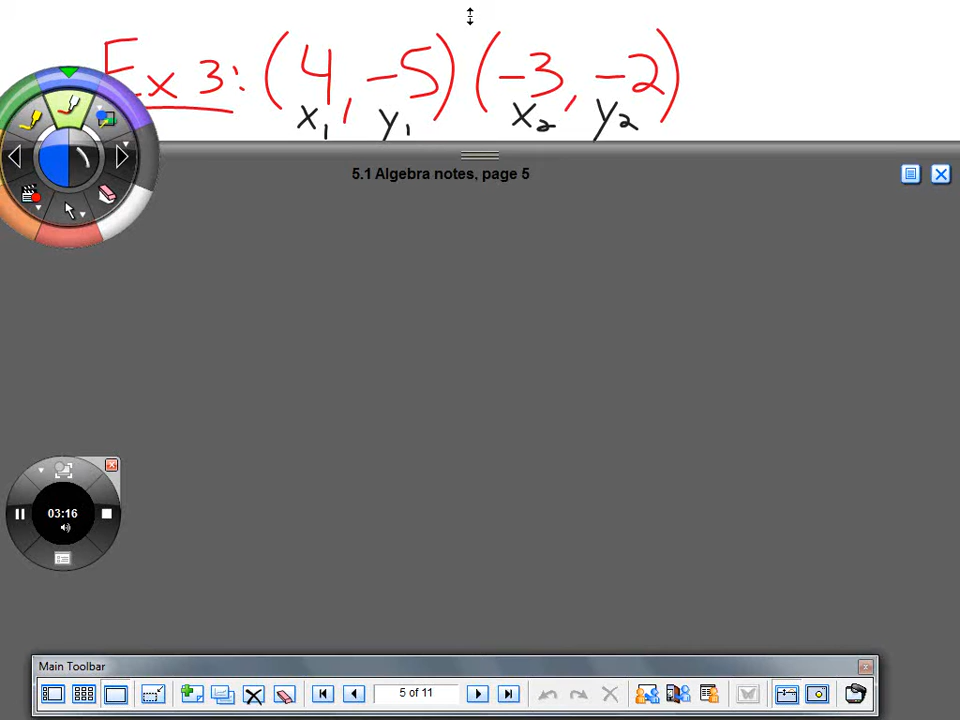 Ex 3: (4, -5) (-3, -2)
x₁ y₁ x₂ y₂
5.1 Algebra notes, page 5
03:16
Main Toolbar
5 of 11